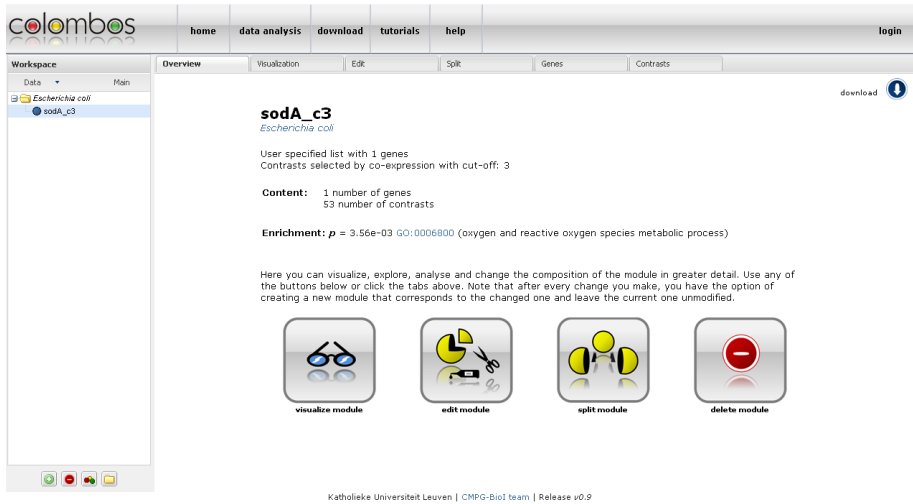 colombos
home data analysis download tutorials help login
Workspace
Overview Visualization Edit Split Genes Contrasts
Data Main
Escherichia coli
sodA_c3
download
sodA_c3
Escherichia coli
User specified list with 1 genes
Contrasts selected by co-expression with cut-off: 3
Content: 1 number of genes
53 number of contrasts
Enrichment: p = 3.56e-03 GO:0006800 (oxygen and reactive oxygen species metabolic process)
Here you can visualize, explore, analyse and change the composition of the module in greater detail. Use any of
the buttons below or click the tabs above. Note that after every change you make, you have the option of
creating a new module that corresponds to the changed one and leave the current one unmodified.
visualize module edit module split module delete module
Katholieke Universiteit Leuven | CMPG-BioI team | Release v0.9